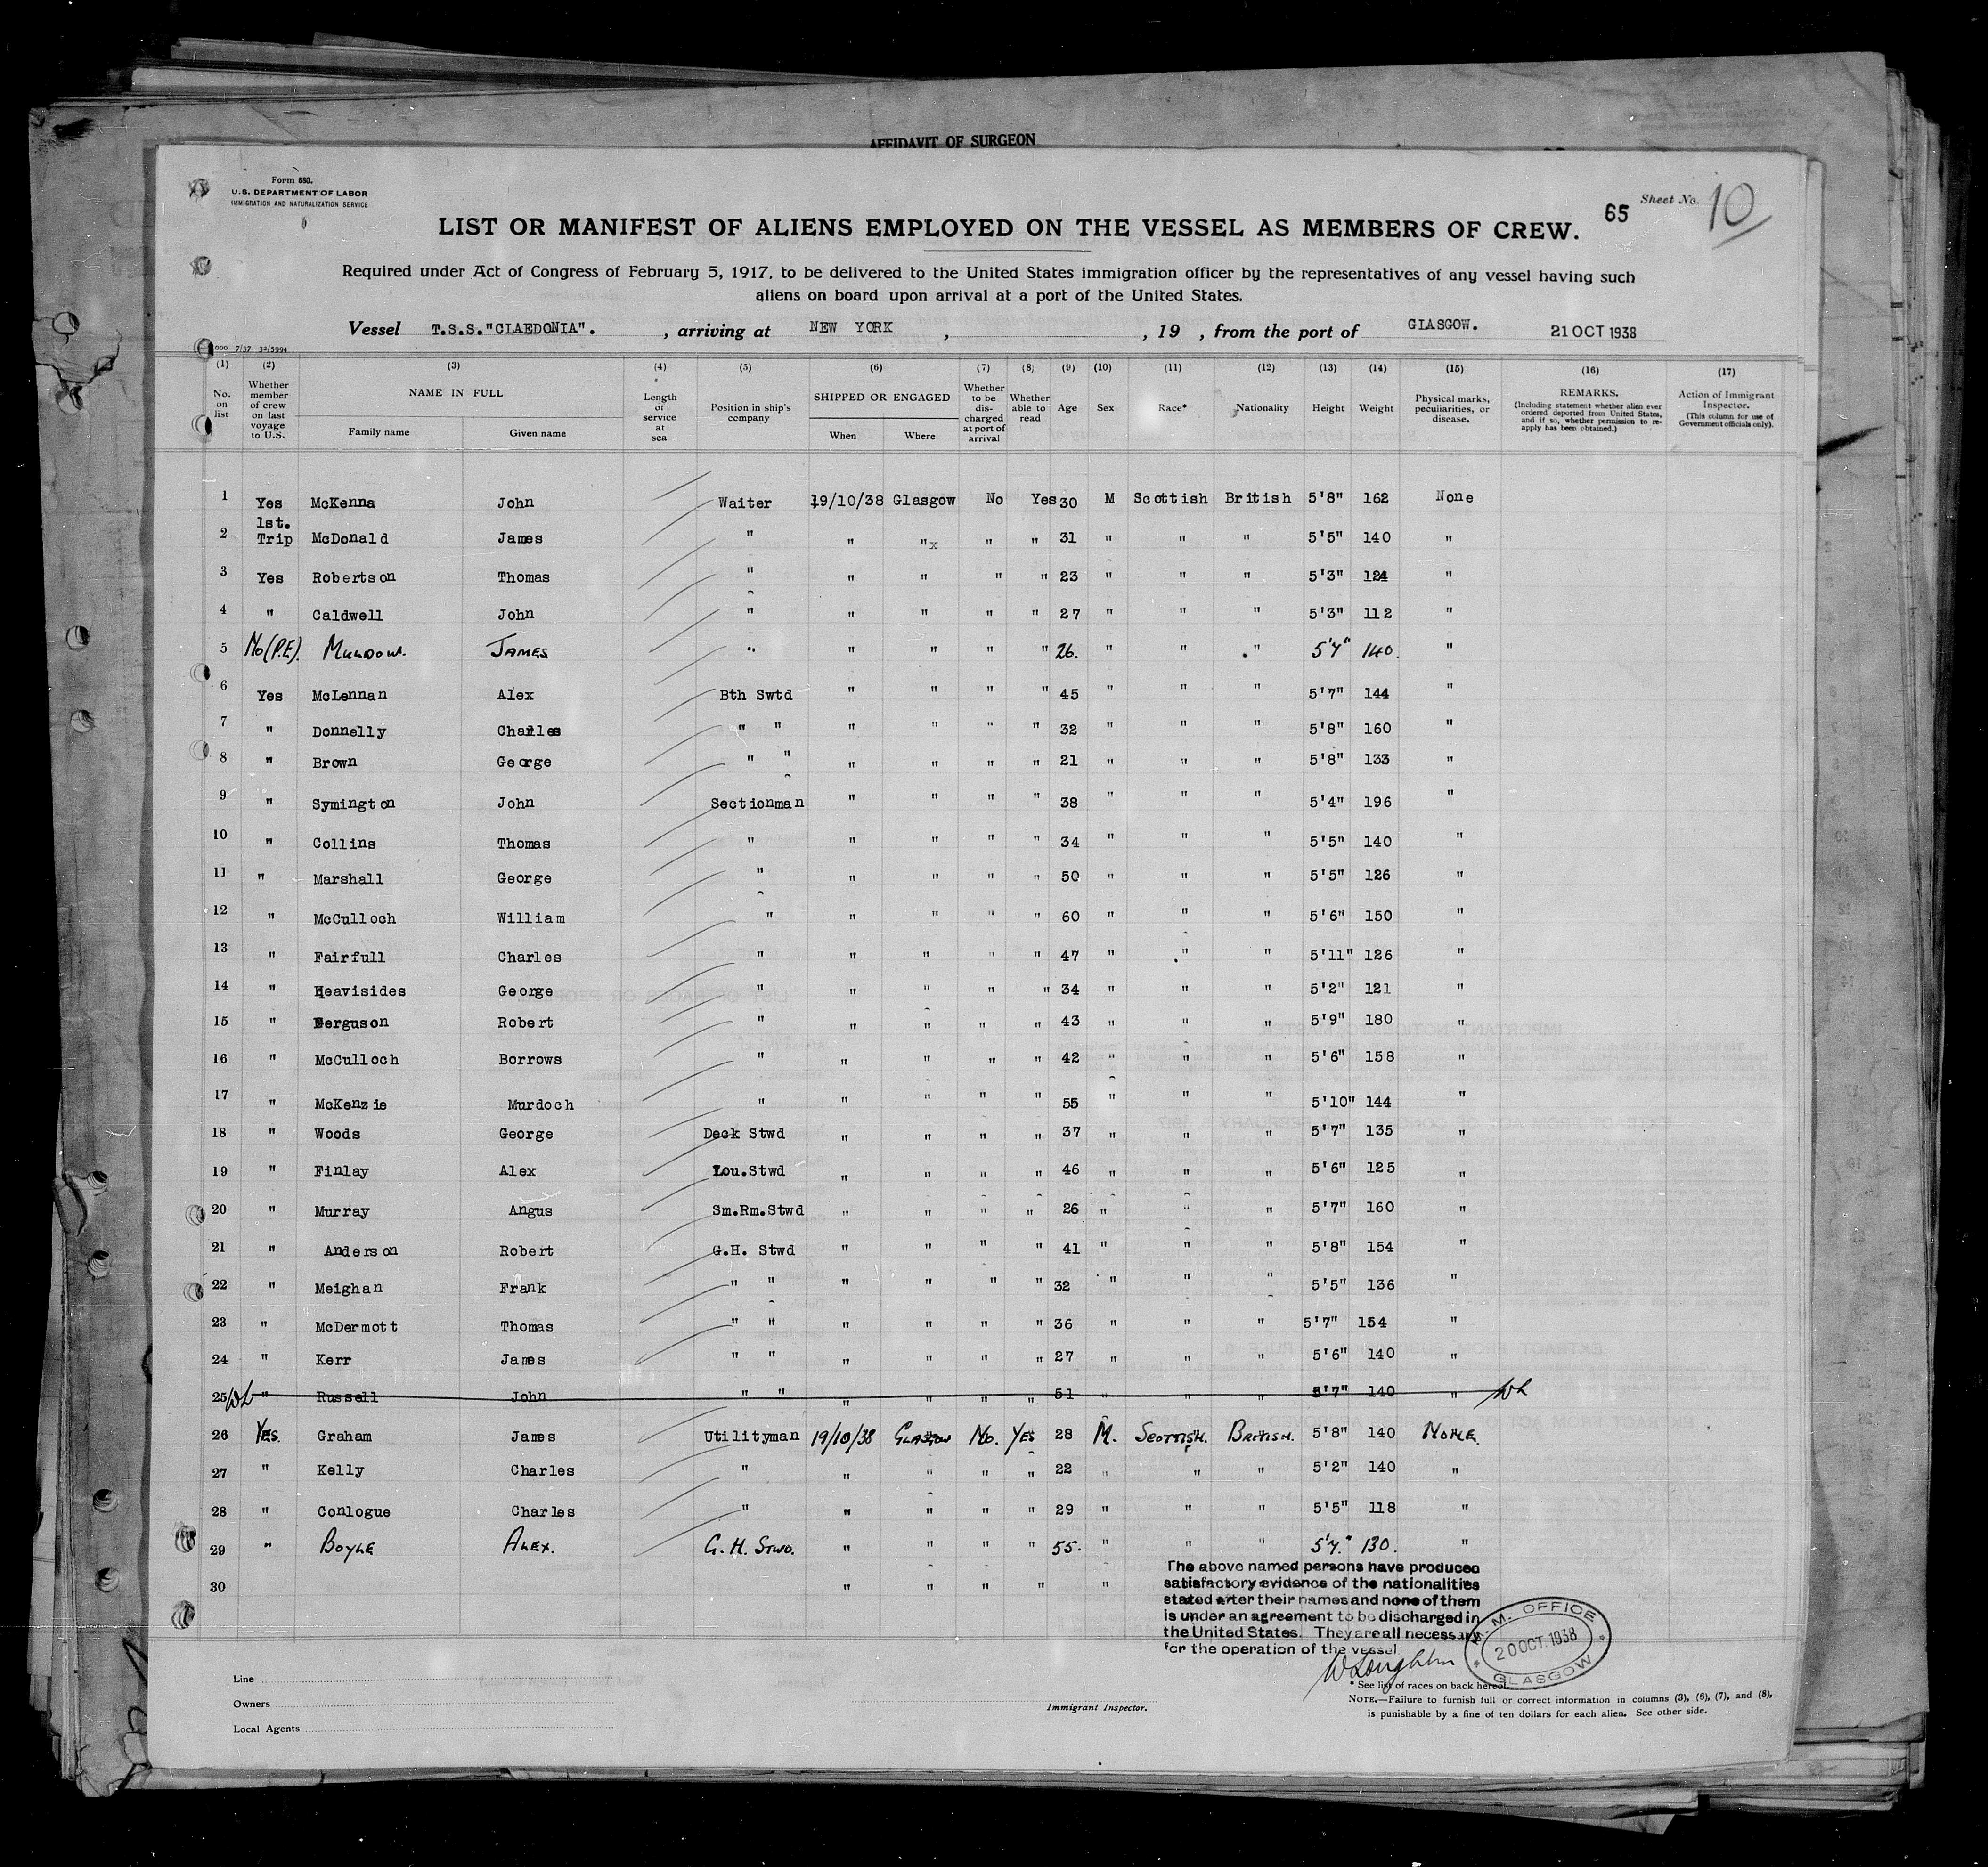 AFFIDAVIT OF SURGEON
Form 680.
U.S. DEPARTMENT OF LABOR
IMMIGRATION AND NATURALIZATION SERVICE
65
Sheet No. 10
LIST OR MANIFEST OF ALIENS EMPLOYED ON THE VESSEL AS MEMBERS OF CREW.
Required under Act of Congress of February 5, 1917, to be delivered to the United States immigration officer by the representatives of any vessel having such
aliens on board upon arrival at a port of the United States.
Vessel T.S.S."CLAEDONIA". , arriving at NEW YORK , , 19 , from the port of GLASGOW. 21 OCT 1938
000 7/37 32/5994
(1) (2) (3) (4) (5) (6) (7) (8) (9) (10) (11) (12) (13) (14) (15) (16) (17)
No. on list
Whether member of crew on last voyage to U.S.
NAME IN FULL
Family name Given name
Length of service at sea
Position in ship's company
SHIPPED OR ENGAGED
When Where
Whether to be dis-charged at port of arrival
Whether able to read
Age
Sex
Race*
Nationality
Height
Weight
Physical marks, peculiarities, or disease.
REMARKS.
(Including statement whether alien ever ordered deported from United States, and if so, whether permission to re-apply has been obtained.)
Action of Immigrant Inspector.
(This column for use of Government officials only).
1 Yes McKenna John Waiter 19/10/38 Glasgow No Yes 30 M Scottish British 5'8" 162 None
2 1st. Trip McDonald James " " "x " " 31 " " " 5'5" 140 "
3 Yes Robertson Thomas " " " " " 23 " " " 5'3" 124 "
4 " Caldwell John " " " " " 27 " " " 5'3" 112 "
5 No (P.E). JAMES " " " " " 26. " " " 5'7" 140. "
6 Yes McLennan Alex Bth Swtd " " " " 45 " " " 5'7" 144 "
7 " Donnelly Charles " " " " " " 32 " " " 5'8" 160 "
8 " Brown George " " " " " " 21 " " " 5'8" 133 "
9 " Symington John Sectionman " " " " 38 " " " 5'4" 196 "
10 " Collins Thomas " " " " " 34 " " " 5'5" 140 "
11 " Marshall George " " " " " 50 " " " 5'5" 126 "
12 " McCulloch William " " " " " 60 " " " 5'6" 150 "
13 " Fairfull Charles " " " " " 47 " " " 5'11" 126 "
14 " Heavisides George " " " " " 34 " " " 5'2" 121 "
15 " Ferguson Robert " " " " " 43 " " " 5'9" 180 "
16 " McCulloch Borrows " " " " " 42 " " " 5'6" 158 "
17 " McKenzie Murdoch " " " " " 55 " " " 5'10" 144 "
18 " Woods George Deck Stwd " " " " 37 " " " 5'7" 135 "
19 " Finlay Alex Lou.Stwd " " " " 46 " " " 5'6" 125 "
20 " Murray Angus Sm.Rm.Stwd " " " " 26 " " " 5'7" 160 "
21 " Anderson Robert G.H. Stwd " " " " 41 " " " 5'8" 154 "
22 " Meighan Frank " " " " " " 32 " " " 5'5" 136 "
23 " McDermott Thomas " " " " " " 36 " " " 5'7" 154 "
24 " Kerr James " " " " " " 27 " " " 5'6" 140 "
25 " Russell John " " " " " " 51 " " " 5'7" 140 "
26 YES. Graham James Utilityman 19/10/38 GLASGOW NO. YES 28 M. SCOTTISH. BRITISH. 5'8" 140 NONE.
27 " Kelly Charles " " " " " 22 " " " 5'2" 140 "
28 " Conlogue Charles " " " " " 29 " " " 5'5" 118 "
29 " BOYLE ALEX. G.H. STWD. " " " " 55. " " " 5'7." 130. "
30 " " " " "
The above named persons have produced
satisfactory evidence of the nationalities
stated after their names and none of them
is under an agreement to be discharged in
the United States. They are all necessary
for the operation of the vessel
M. OFFICE
20 OCT. 1938
GLASGOW
Line
Owners
Local Agents
Immigrant Inspector.
* See list of races on back hereof.
NOTE.—Failure to furnish full or correct information in columns (3), (6), (7), and (8),
is punishable by a fine of ten dollars for each alien. See other side.